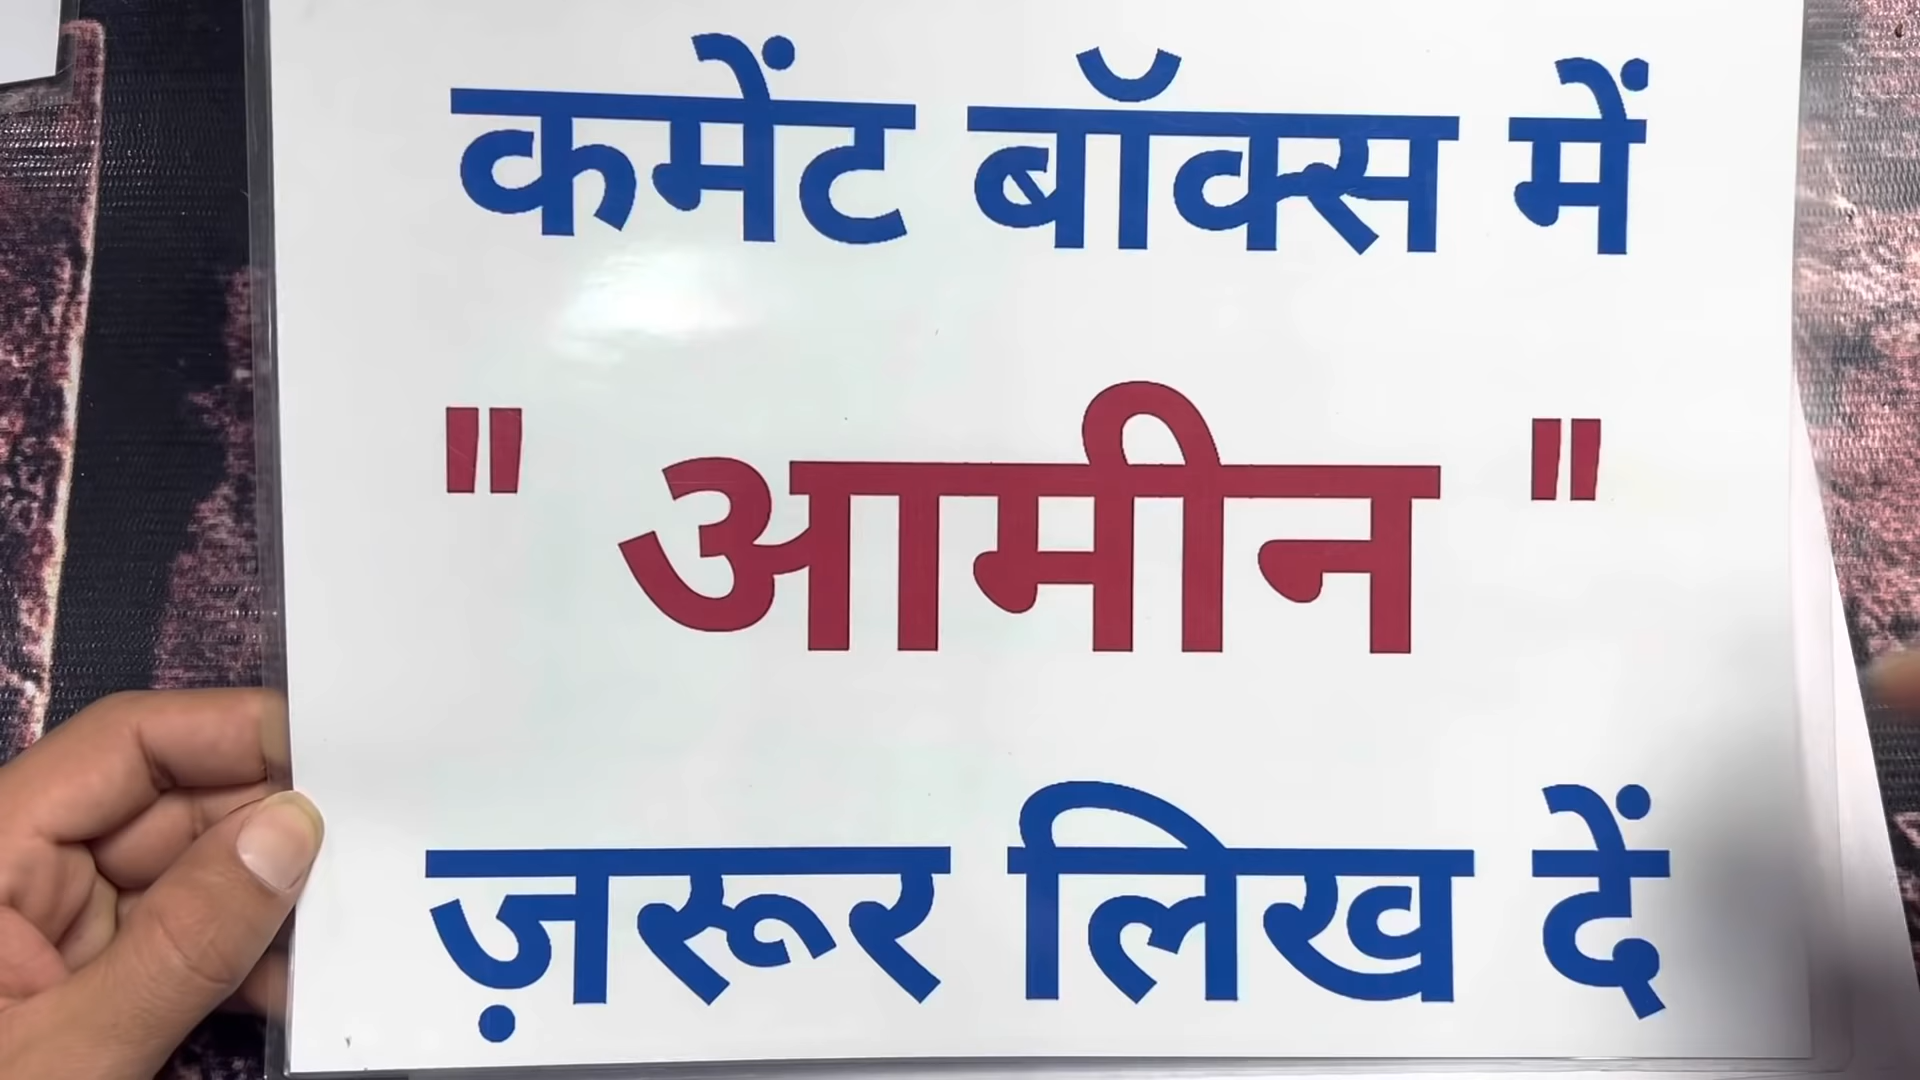 कमेंट बॉक्स में
" आमीन "
ज़रूर लिख दें